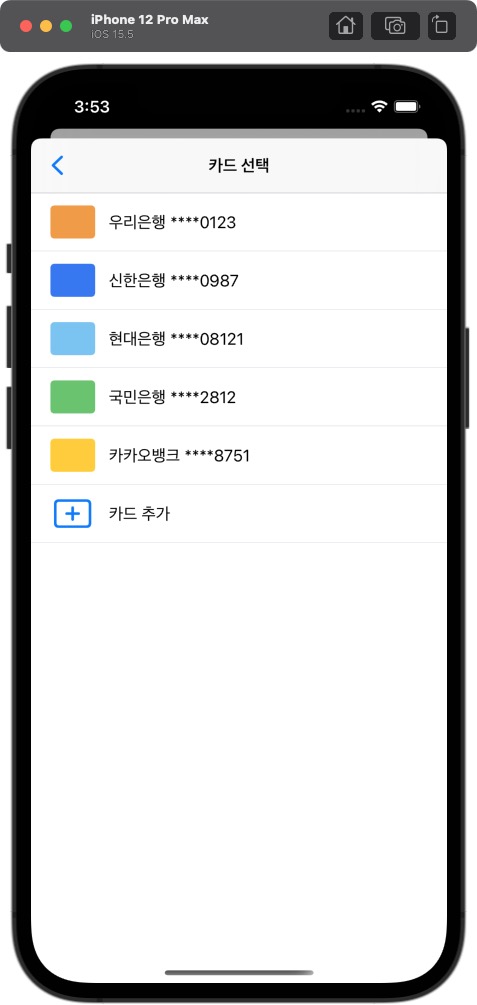 iPhone 12 Pro Max
iOS 15.5
3:53
카드 선택
우리은행 ****0123
신한은행 ****0987
현대은행 ****08121
국민은행 ****2812
카카오뱅크 ****8751
카드 추가